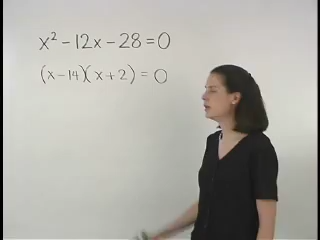 x² - 12x - 28 = 0
(x - 14)(x + 2) = 0